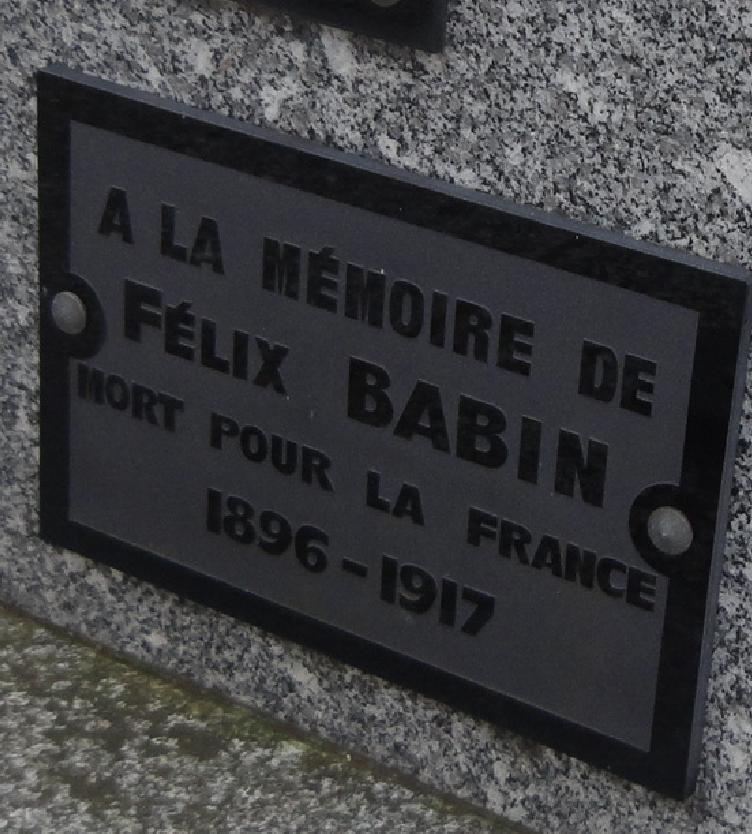 A LA MÉMOIRE DE
FÉLIX BABIN
MORT POUR LA FRANCE
1896-1917